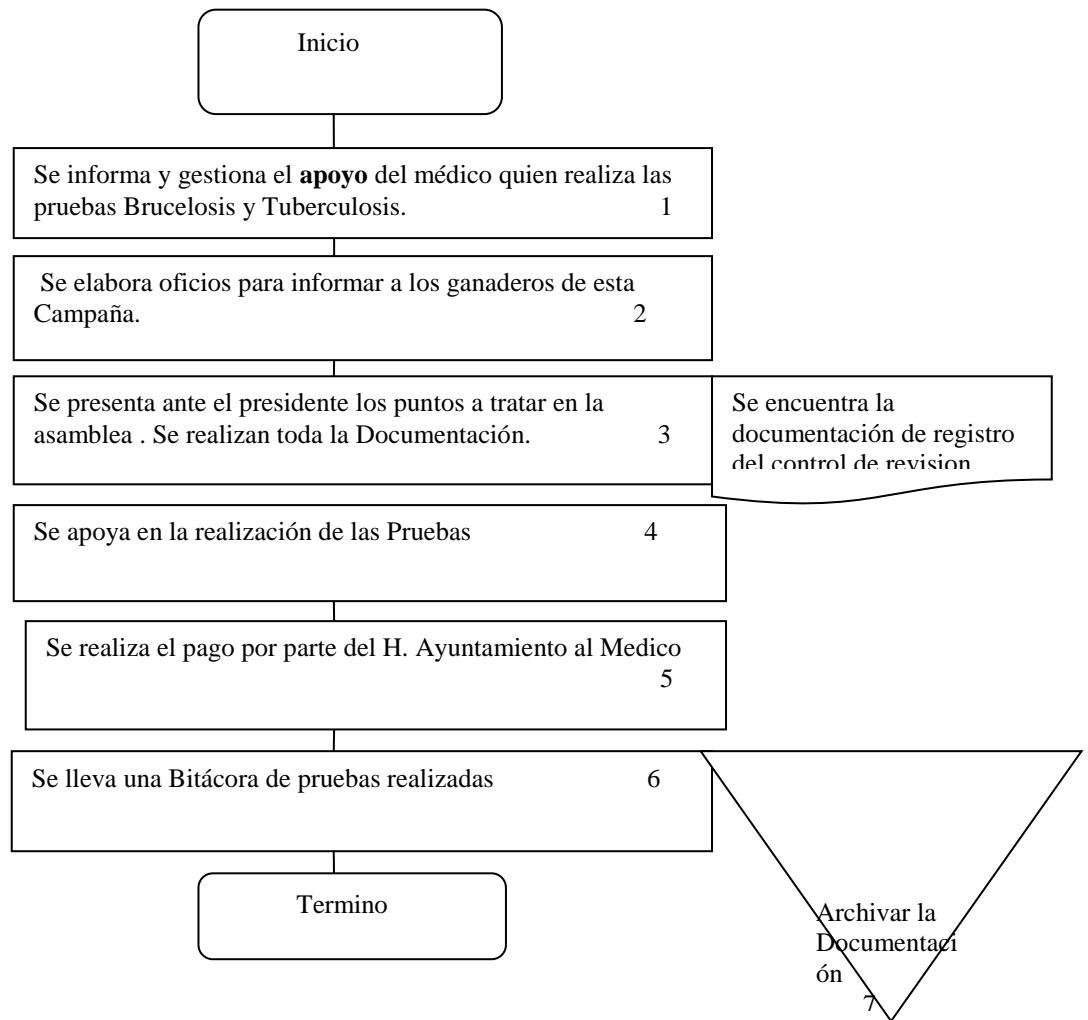 Inicio
Se informa y gestiona el apoyo del médico quien realiza las
pruebas Brucelosis y Tuberculosis. 1
Se elabora oficios para informar a los ganaderos de esta
Campaña. 2
Se presenta ante el presidente los puntos a tratar en la
asamblea . Se realizan toda la Documentación. 3
Se encuentra la
documentación de registro
del control de revision
Se apoya en la realización de las Pruebas 4
Se realiza el pago por parte del H. Ayuntamiento al Medico
5
Se lleva una Bitácora de pruebas realizadas 6
Archivar la
Documentaci
ón
7
Termino